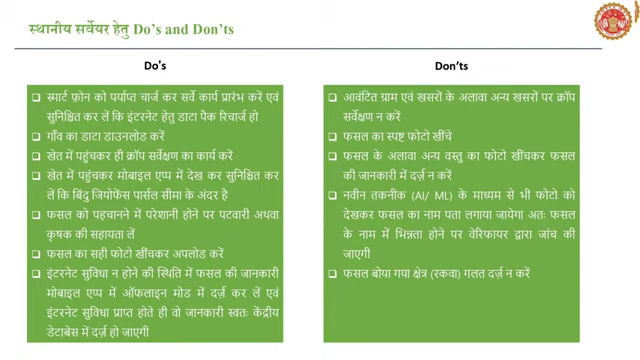 स्थानीय सर्वेयर हेतु Do’s and Don’ts
Do’s
❑ स्मार्ट फ़ोन को पर्याप्त चार्ज कर सर्वे कार्य प्रारंभ करें एवं
सुनिश्चित कर लें कि इंटरनेट हेतु डाटा पैक रिचार्ज हो
❑ गाँव का डाटा डाउनलोड करें
❑ खेत में पहुंचकर ही क्रॉप सर्वेक्षण का कार्य करें
❑ खेत में पहुंचकर मोबाइल एप्प में देख कर सुनिश्चित कर
लें कि बिंदु जियोफेंस पार्सल सीमा के अंदर है
❑ फसल को पहचानने में परेशानी होने पर पटवारी अथवा
कृषक की सहायता लें
❑ फसल का सही फोटो खींचकर अपलोड करें
❑ इंटरनेट सुविधा न होने की स्थिति में फसल की जानकारी
मोबाइल एप्प में ऑफलाइन मोड में दर्ज़ कर लें एवं
इंटरनेट सुविधा प्राप्त होते ही वो जानकारी स्वतः केंद्रीय
डेटाबेस में दर्ज़ हो जाएगी
Don’ts
❑ आवंटित ग्राम एवं खसरों के अलावा अन्य खसरों पर क्रॉप
सर्वेक्षण न करें
❑ फसल का स्पष्ट फोटो खींचे
❑ फसल के अलावा अन्य वस्तु का फोटो खींचकर फसल
की जानकारी में दर्ज़ न करें
❑ नवीन तकनीक (AI/ ML) के माध्यम से भी फोटो को
देखकर फसल का नाम पता लगाया जायेगा अतः फसल
के नाम में भिन्नता होने पर वेरिफायर द्वारा जांच की
जाएगी
❑ फसल बोया गया क्षेत्र (रकवा) गलत दर्ज़ न करें